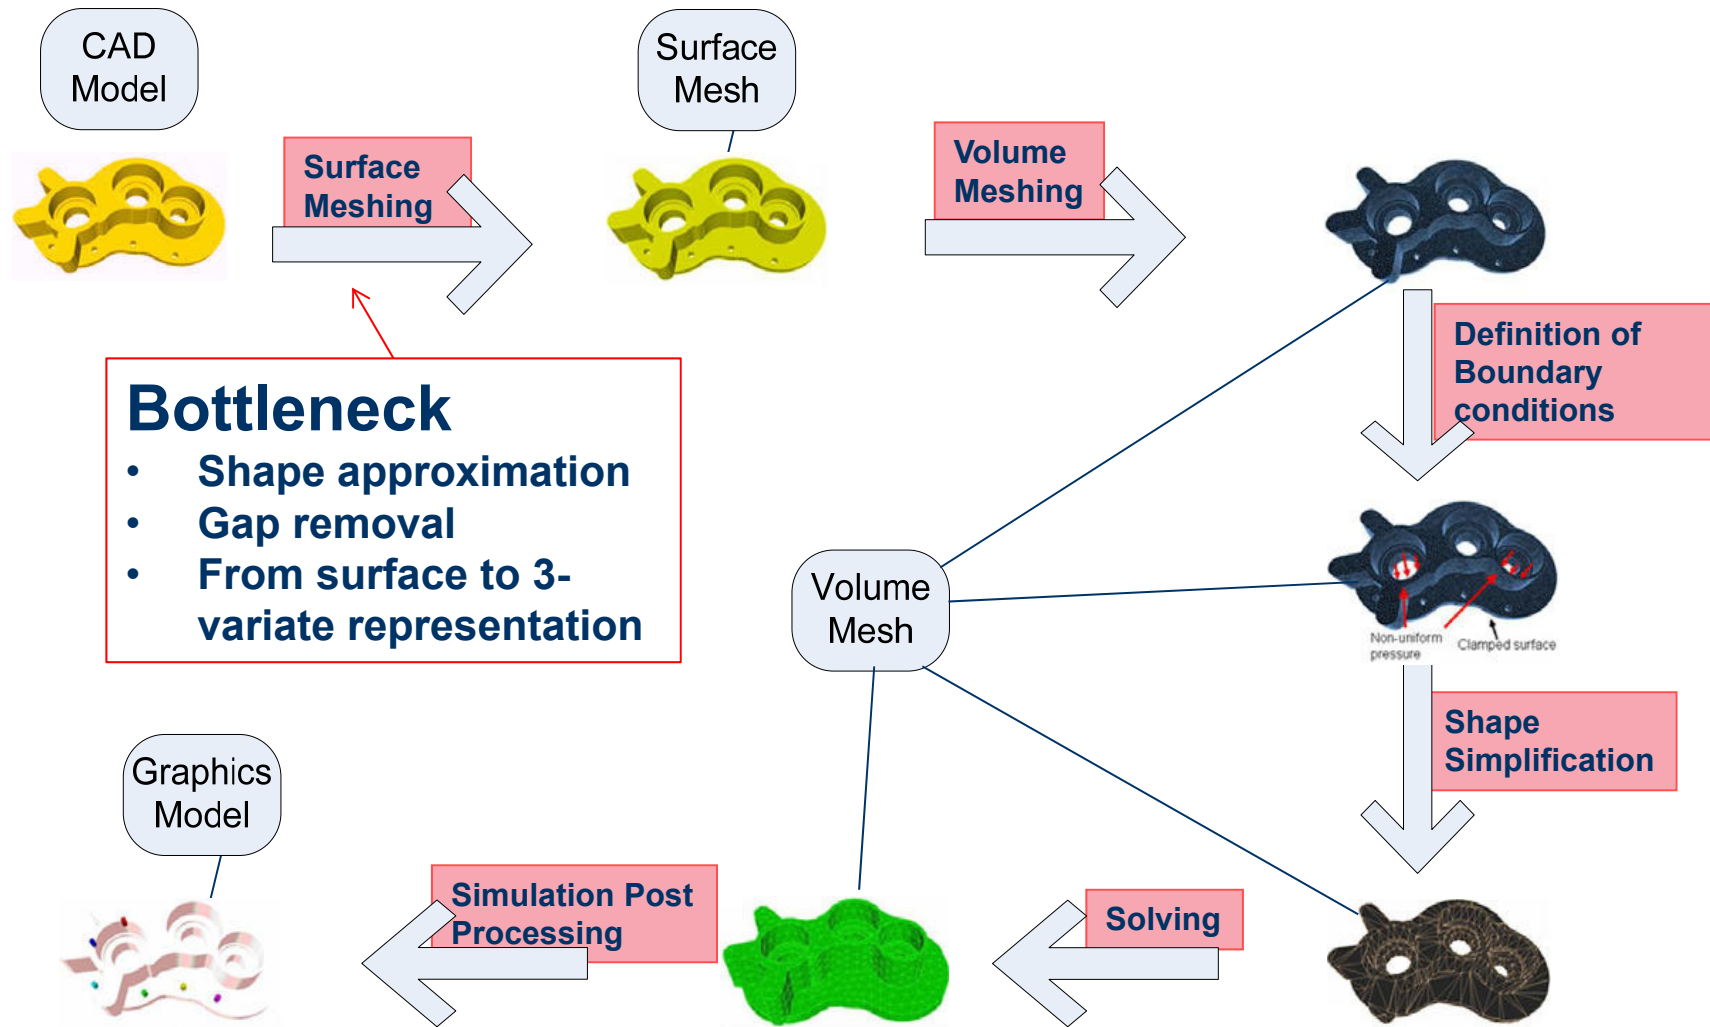 CAD
Model
Surface
Meshing
Surface
Mesh
Volume
Meshing
Definition of
Boundary
conditions
Bottleneck
• Shape approximation
• Gap removal
• From surface to 3-
variate representation
Volume
Mesh
Non-uniform
pressure
Clamped surface
Shape
Simplification
Solving
Simulation Post
Processing
Graphics
Model